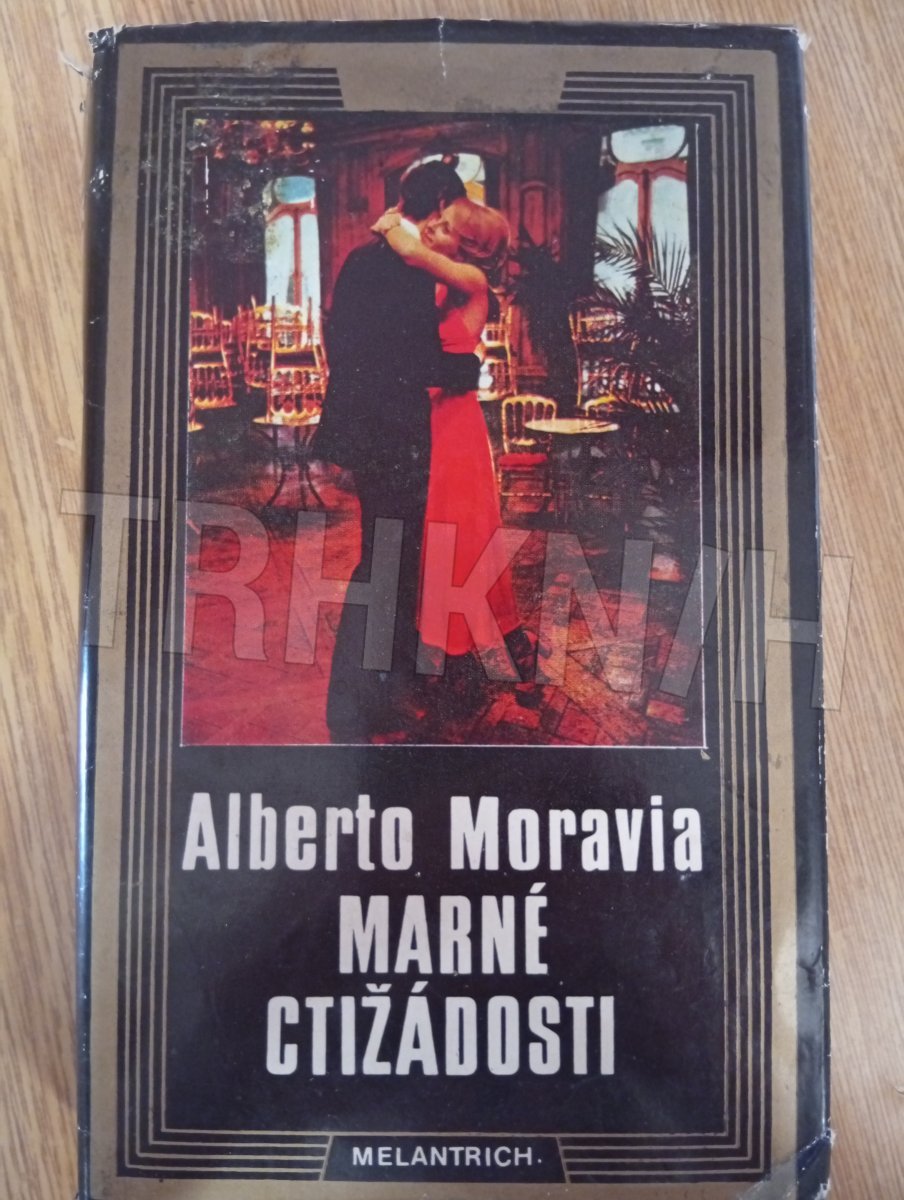 TRHKNIH
Alberto Moravia
MARNÉ
CTIŽÁDOSTI
MELANTRICH.